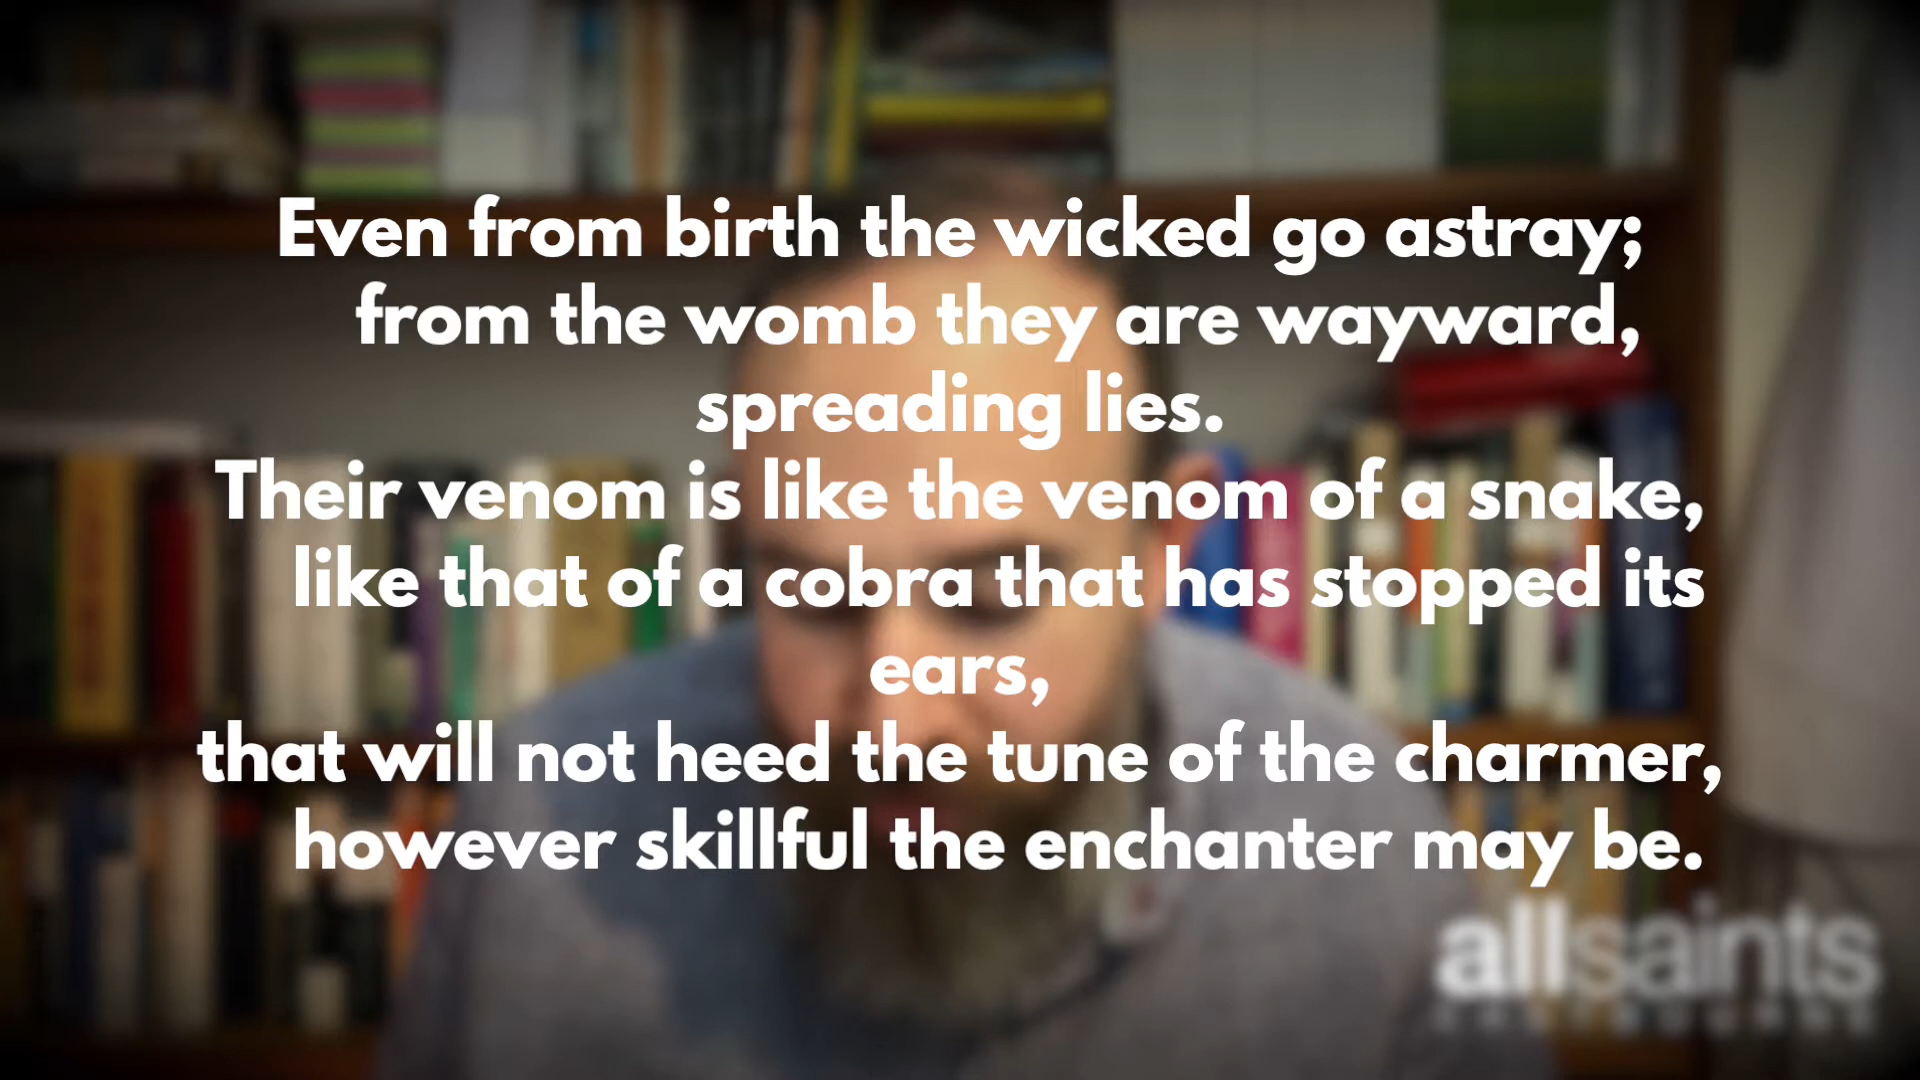 Even from birth the wicked go astray;
from the womb they are wayward,
spreading lies.
Their venom is like the venom of a snake,
like that of a cobra that has stopped its
ears,
that will not heed the tune of the charmer,
however skillful the enchanter may be.
allsaints